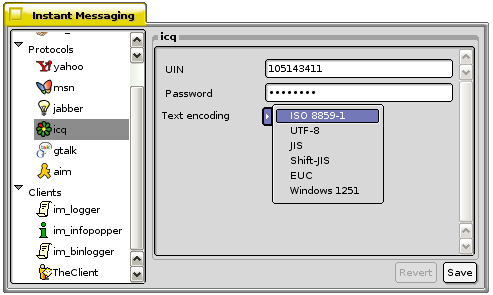 Instant Messaging
Protocols
yahoo
msn
jabber
icq
gtalk
aim
Clients
im_logger
im_infopopper
im_binlogger
TheClient
icq
UIN
105143411
Password
Text encoding
ISO 8859-1
UTF-8
JIS
Shift-JIS
EUC
Windows 1251
Revert
Save